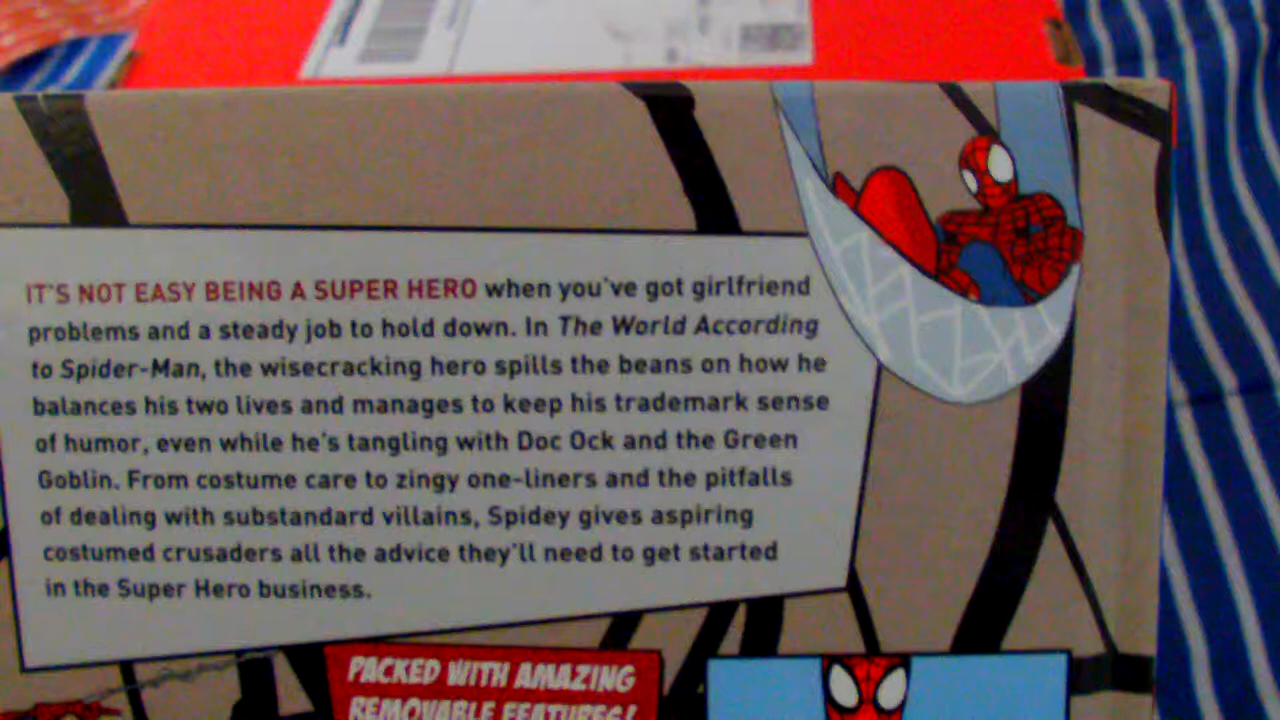 IT'S NOT EASY BEING A SUPER HERO when you've got girlfriend
problems and a steady job to hold down. In The World According
to Spider-Man, the wisecracking hero spills the beans on how he
balances his two lives and manages to keep his trademark sense
of humor, even while he's tangling with Doc Ock and the Green
Goblin. From costume care to zingy one-liners and the pitfalls
of dealing with substandard villains, Spidey gives aspiring
costumed crusaders all the advice they'll need to get started
in the Super Hero business.
PACKED WITH AMAZING
REMOVABLE FEATURES!